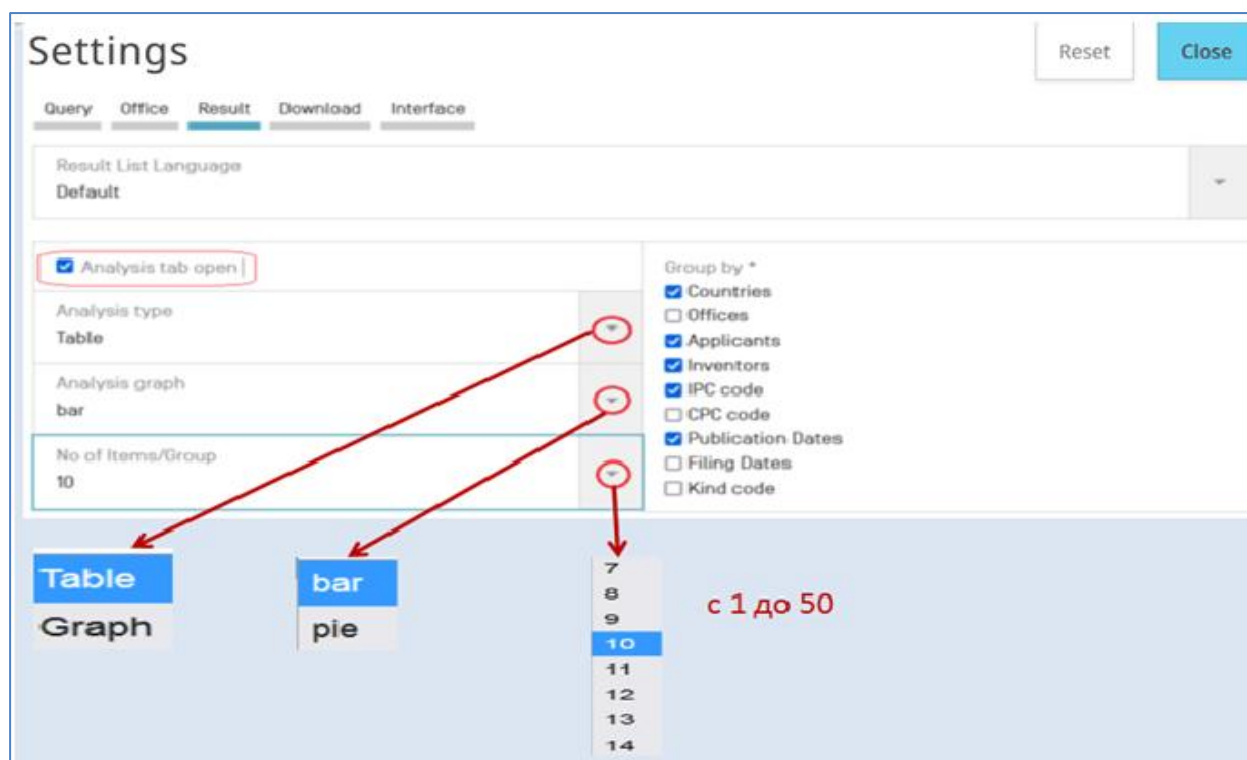 Settings
Reset
Close
Query Office Result Download Interface
Result List Language
Default
Analysis tab open
Analysis type
Table
Analysis graph
bar
No of Items/Group
10
Group by *
Countries
Offices
Applicants
Inventors
IPC code
CPC code
Publication Dates
Filing Dates
Kind code
Table
Graph
bar
pie
7
8
9
10
11
12
13
14
с 1 до 50